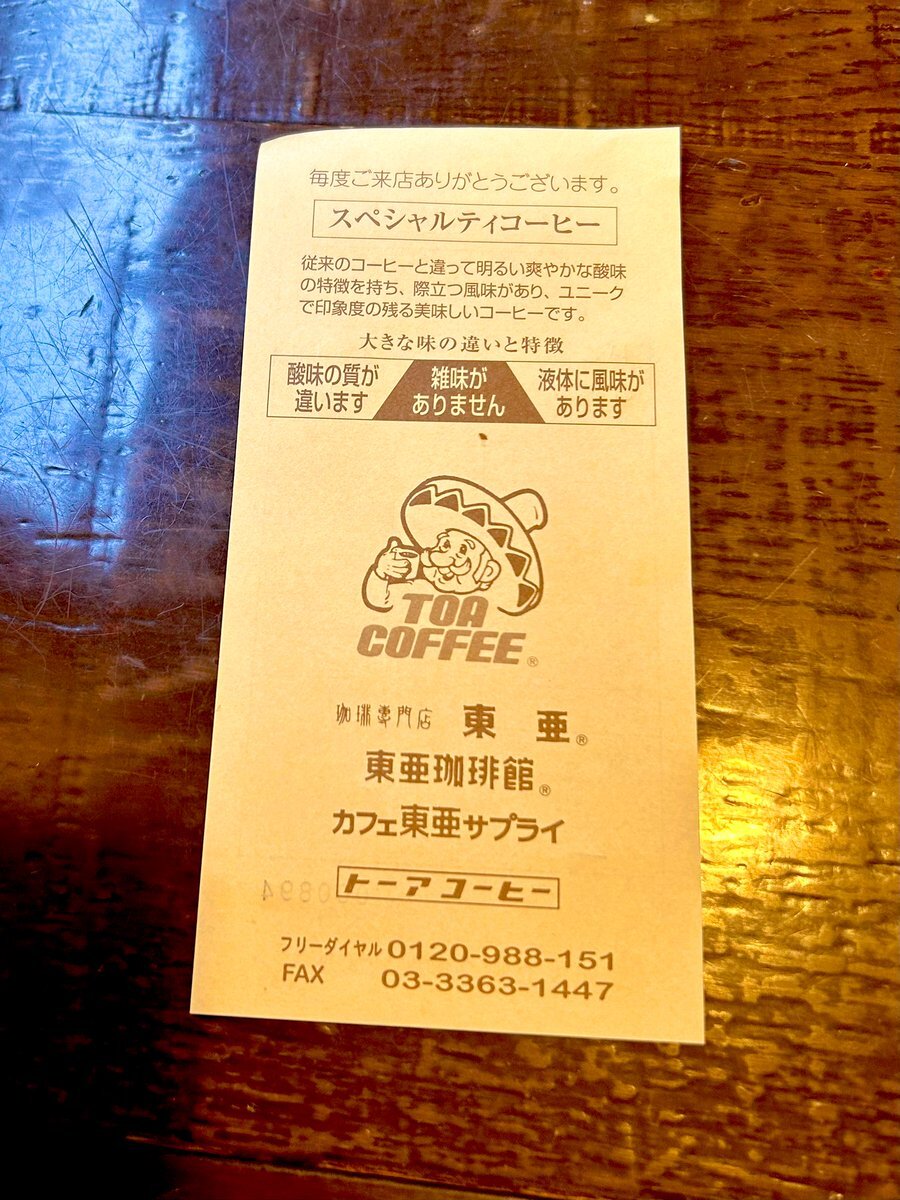 毎度ご来店ありがとうございます。
スペシャルティコーヒー
従来のコーヒーと違って明るい爽やかな酸味
の特徴を持ち、際立つ風味があり、ユニーク
で印象度の残る美味しいコーヒーです。
大きな味の違いと特徴
酸味の質が
違います
雑味が
ありません
液体に風味が
あります
TOA
COFFEE®
珈琲専門店 東亜®
東亜珈琲館®
カフェ東亜サプライ
トーアコーヒー
フリーダイヤル 0120-988-151
FAX 03-3363-1447